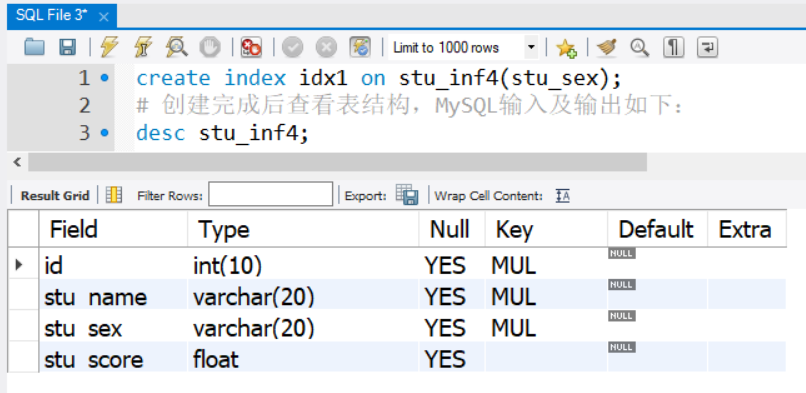 SQL File 3* ×
Limit to 1000 rows
1 create index idx1 on stu_inf4(stu_sex);
2 # 创建完成后查看表结构，MySQL输入及输出如下：
3 desc stu_inf4;
Result Grid Filter Rows: Export: Wrap Cell Content: IA
Field Type Null Key Default Extra
id int(10) YES MUL NULL
stu_name varchar(20) YES MUL NULL
stu_sex varchar(20) YES MUL NULL
stu_score float YES NULL